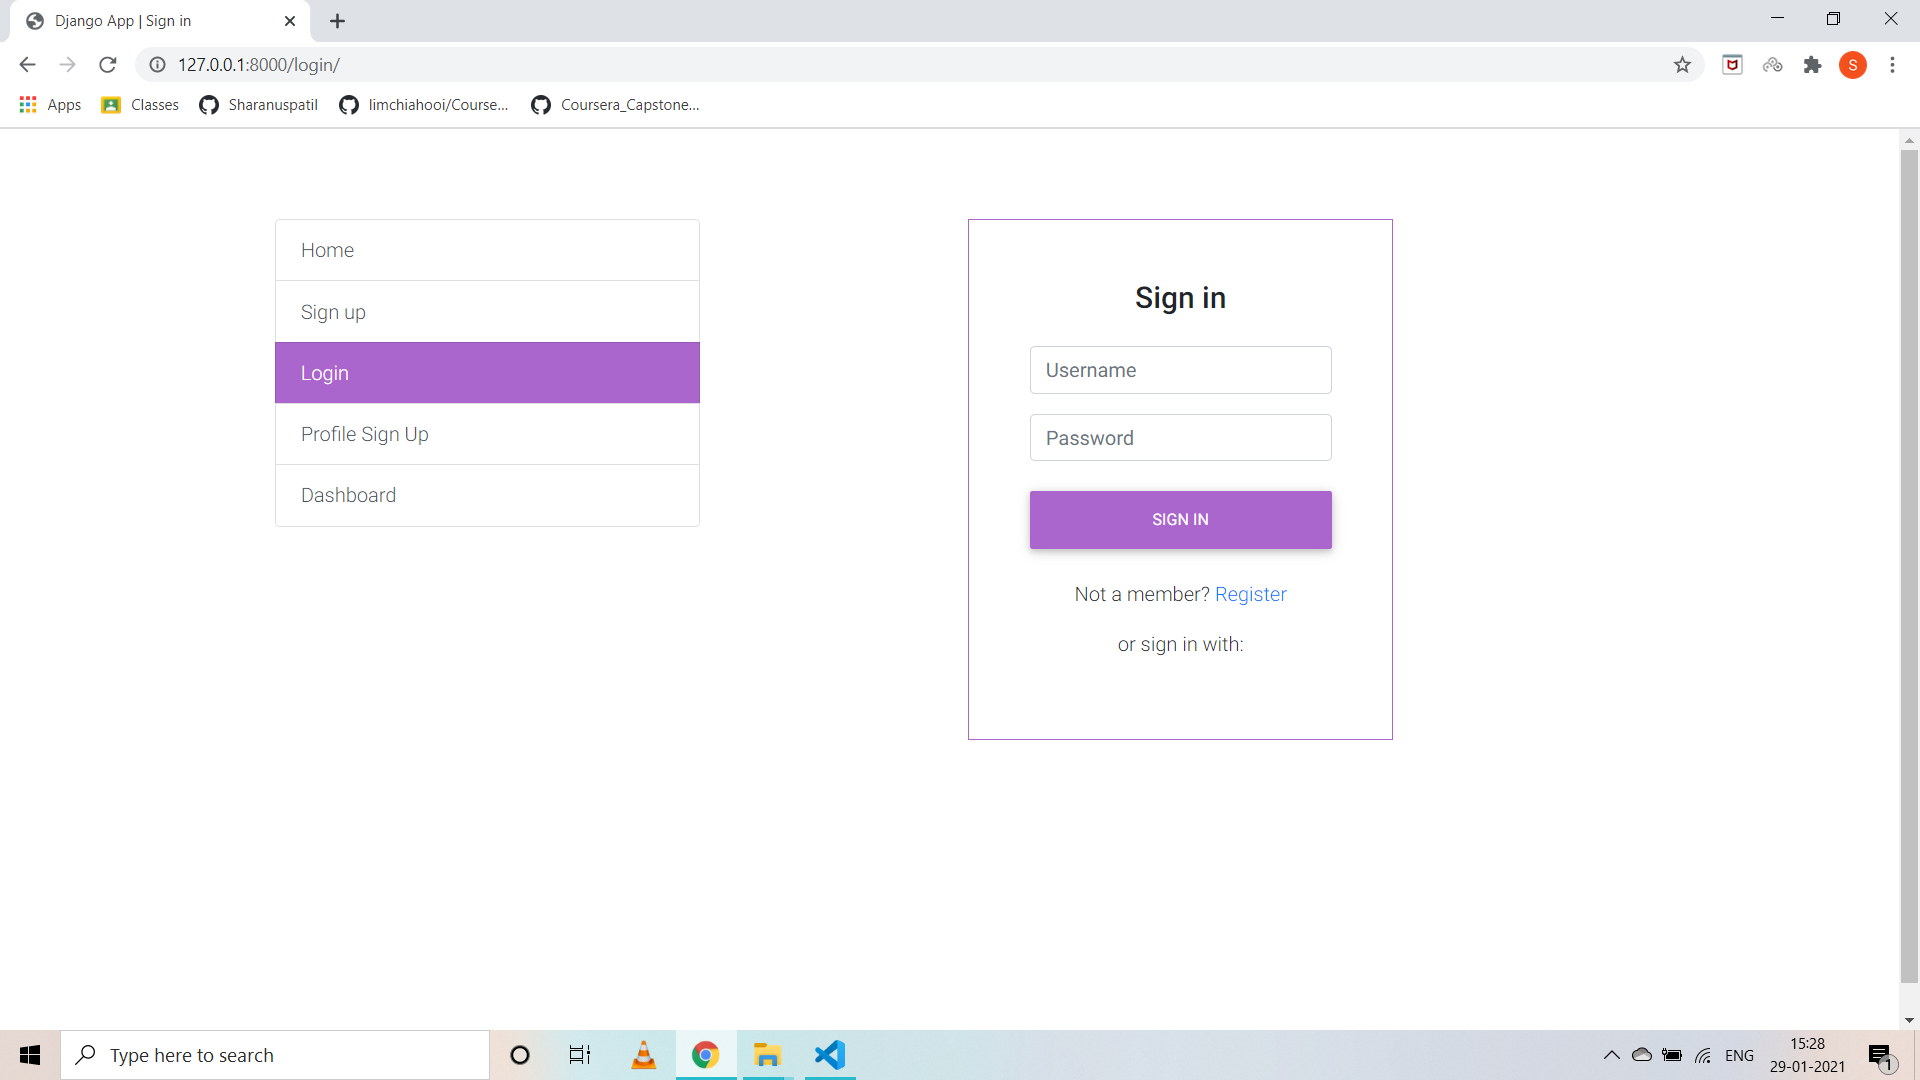 Django App | Sign in
127.0.0.1:8000/login/
S
Apps
Classes
Sharanuspatil
limchiahooi/Course...
Coursera_Capstone...
Home
Sign up
Login
Profile Sign Up
Dashboard
Sign in
Username
Password
SIGN IN
Not a member? Register
or sign in with:
Type here to search
ENG
15:28
29-01-2021
1